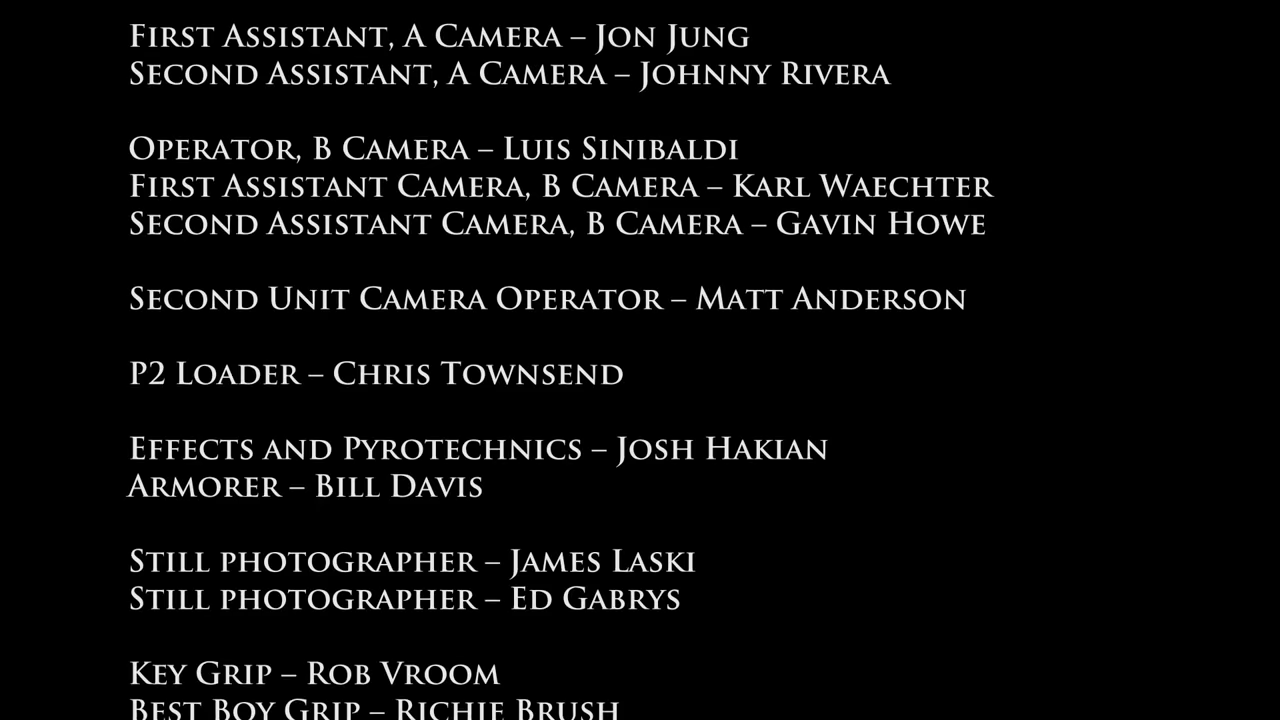 First Assistant, A Camera – Jon Jung
Second Assistant, A Camera – Johnny Rivera
Operator, B Camera – Luis Sinibaldi
First Assistant Camera, B Camera – Karl Waechter
Second Assistant Camera, B Camera – Gavin Howe
Second Unit Camera Operator – Matt Anderson
P2 Loader – Chris Townsend
Effects and Pyrotechnics – Josh Hakian
Armorer – Bill Davis
Still photographer – James Laski
Still photographer – Ed Gabrys
Key Grip – Rob Vroom
Best Boy Grip – Richie Brush